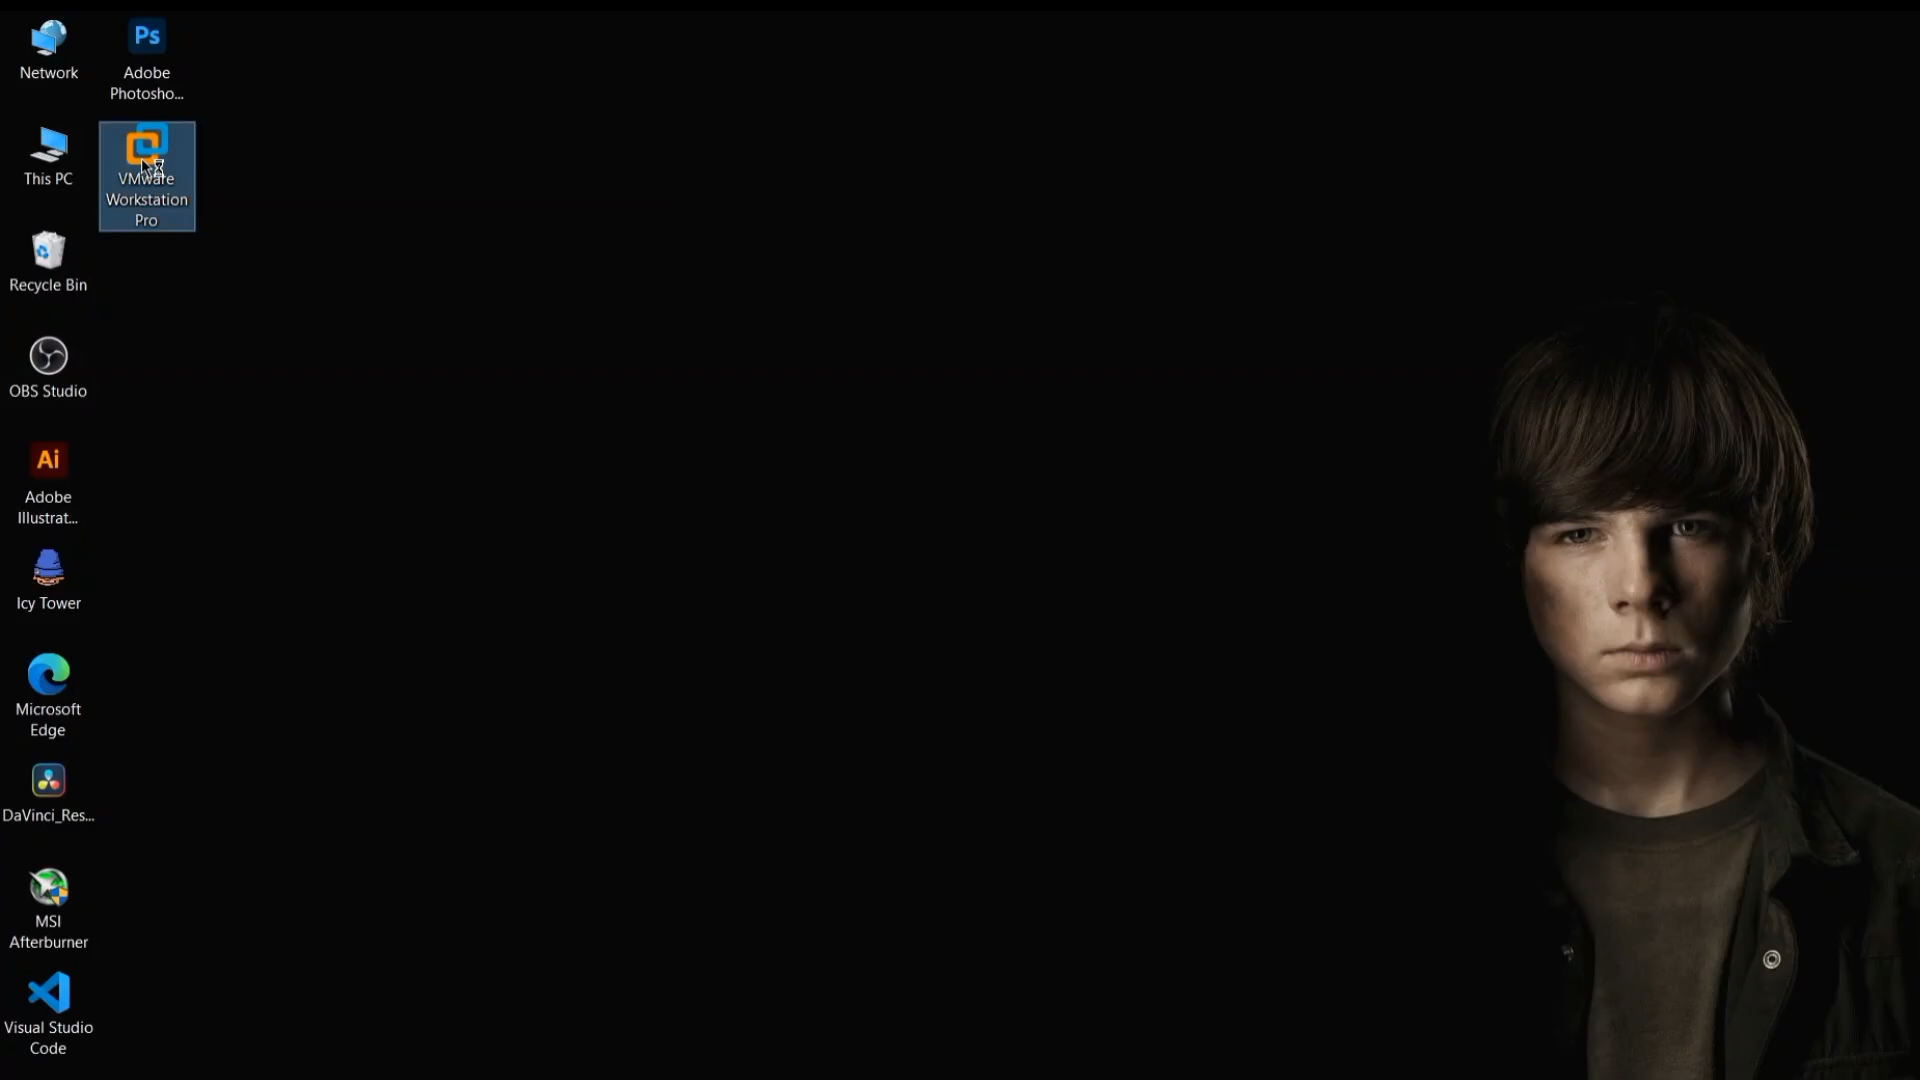 Network
This PC
Recycle Bin
OBS Studio
Ai
Adobe
Illustrat...
Icy Tower
Microsoft
Edge
DaVinci_Res...
MSI
Afterburner
Visual Studio
Code
Ps
Adobe
Photosho...
VMware
Workstation
Pro